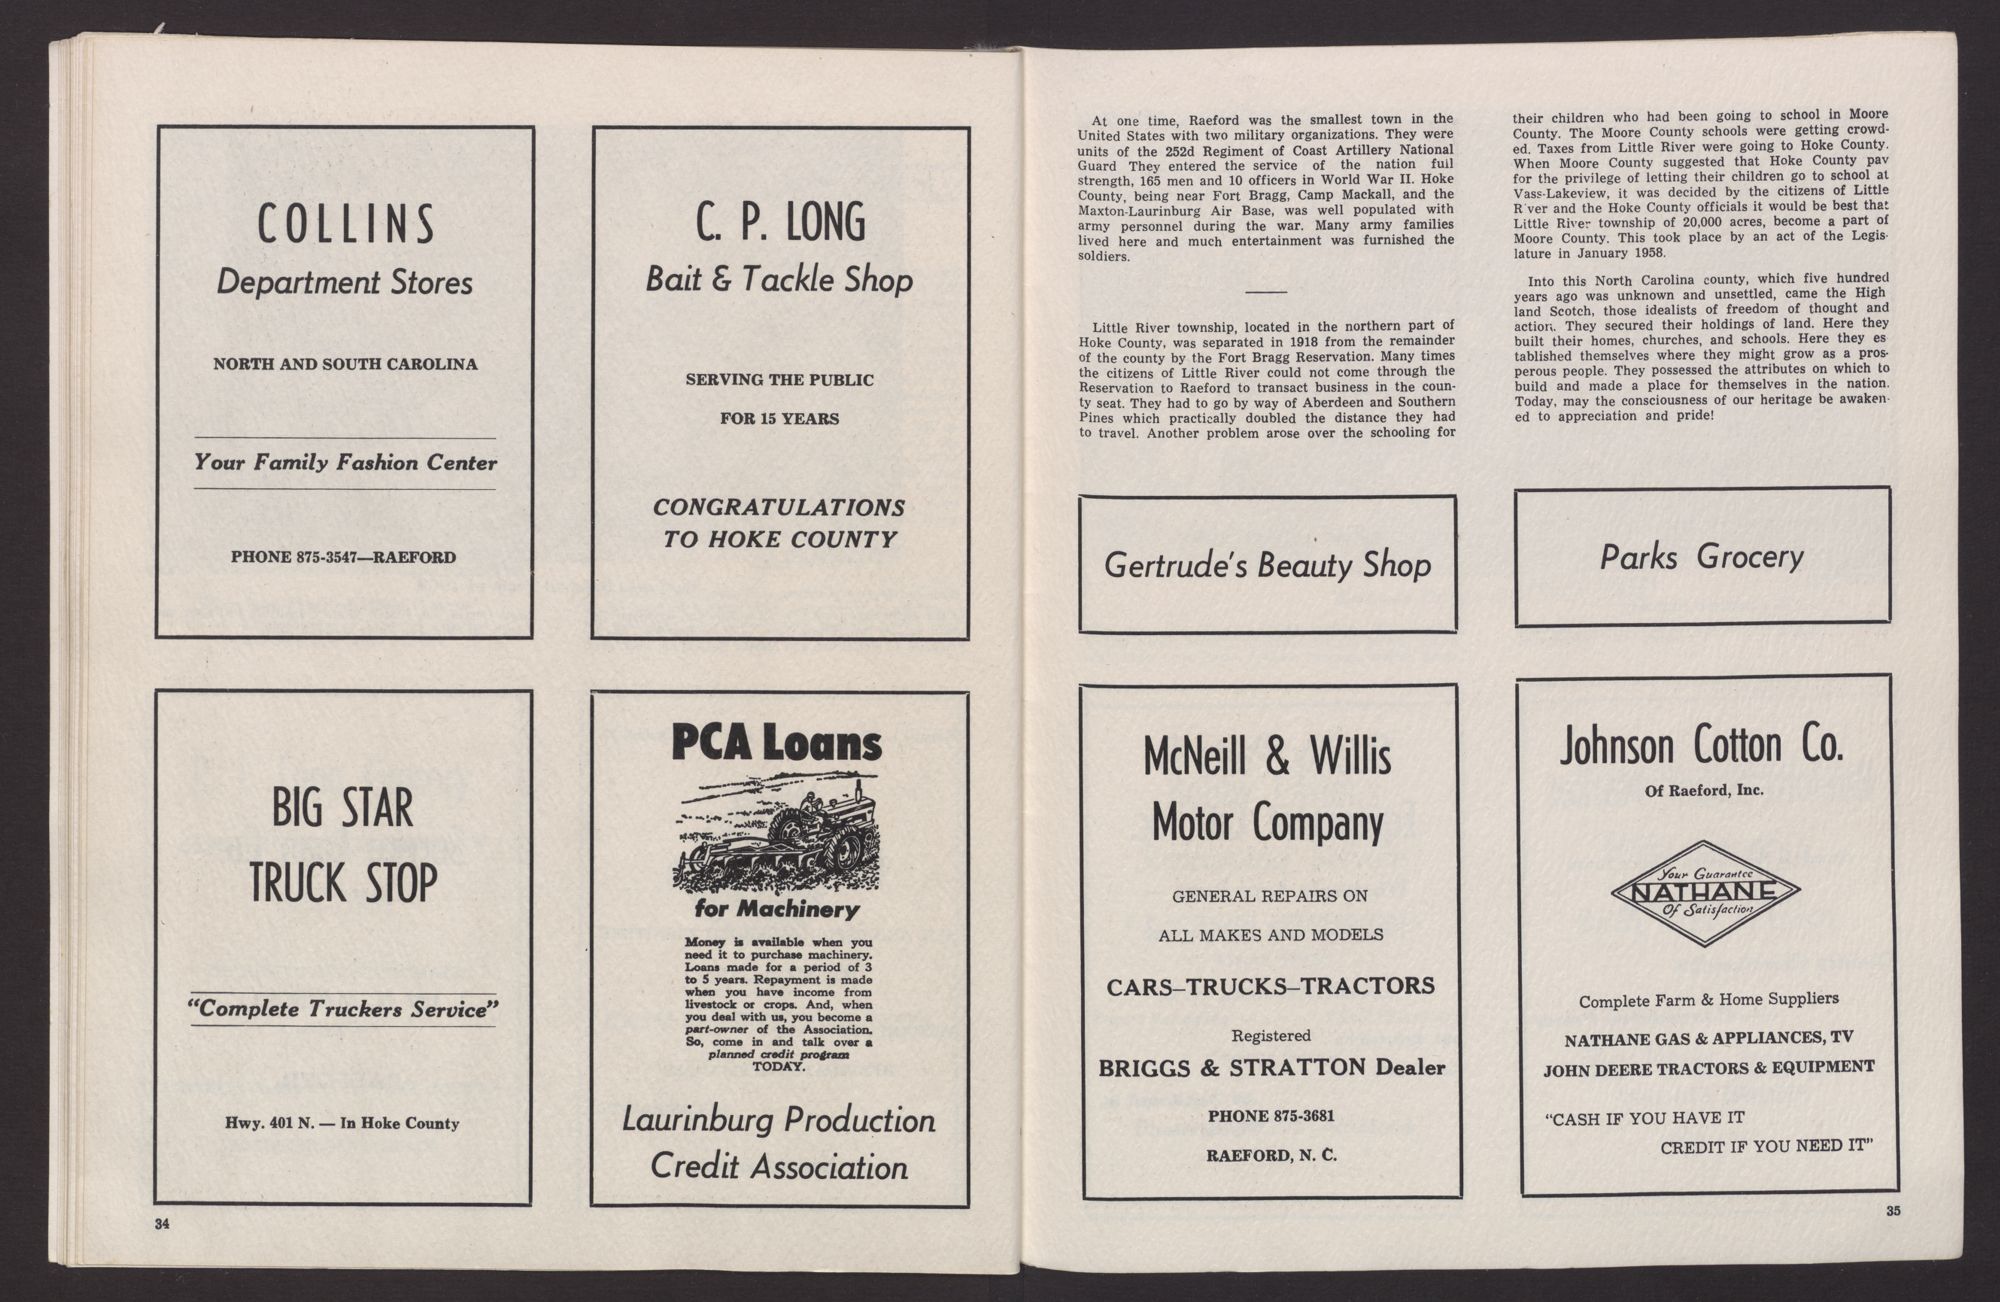 COLLINS
Department Stores
NORTH AND SOUTH CAROLINA
Your Family Fashion Center
PHONE 875-3547—RAEFORD
C. P. LONG
Bait & Tackle Shop
SERVING THE PUBLIC
FOR 15 YEARS
CONGRATULATIONS
TO HOKE COUNTY
BIG STAR
TRUCK STOP
"Complete Truckers Service"
Hwy. 401 N. — In Hoke County
PCA Loans
for Machinery
Money is available when you
need it to purchase machinery.
Loans made for a period of 3
to 5 years. Repayment is made
when you have income from
livestock or crops. And, when
you deal with us, you become a
part-owner of the Association.
So, come in and talk over a
planned credit program
TODAY.
Laurinburg Production
Credit Association
34
At one time, Raeford was the smallest town in the
United States with two military organizations. They were
units of the 252d Regiment of Coast Artillery National
Guard They entered the service of the nation full
strength, 165 men and 10 officers in World War II. Hoke
County, being near Fort Bragg, Camp Mackall, and the
Maxton-Laurinburg Air Base, was well populated with
army personnel during the war. Many army families
lived here and much entertainment was furnished the
soldiers.
Little River township, located in the northern part of
Hoke County, was separated in 1918 from the remainder
of the county by the Fort Bragg Reservation. Many times
the citizens of Little River could not come through the
Reservation to Raeford to transact business in the coun-
ty seat. They had to go by way of Aberdeen and Southern
Pines which practically doubled the distance they had
to travel. Another problem arose over the schooling for
their children who had been going to school in Moore
County. The Moore County schools were getting crowd-
ed. Taxes from Little River were going to Hoke County.
When Moore County suggested that Hoke County pav
for the privilege of letting their children go to school at
Vass-Lakeview, it was decided by the citizens of Little
R ver and the Hoke County officials it would be best that
Little River township of 20,000 acres, become a part of
Moore County. This took place by an act of the Legis-
lature in January 1958.
Into this North Carolina county, which five hundred
years ago was unknown and unsettled, came the High
land Scotch, those idealists of freedom of thought and
action. They secured their holdings of land. Here they
built their homes, churches, and schools. Here they es
tablished themselves where they might grow as a pros-
perous people. They possessed the attributes on which to
build and made a place for themselves in the nation.
Today, may the consciousness of our heritage be awaken-
ed to appreciation and pride!
Gertrude's Beauty Shop
Parks Grocery
McNeill & Willis
Motor Company
GENERAL REPAIRS ON
ALL MAKES AND MODELS
CARS—TRUCKS—TRACTORS
Registered
BRIGGS & STRATTON Dealer
PHONE 875-3681
RAEFORD, N. C.
Johnson Cotton Co.
Of Raeford, Inc.
Your Guarantee
NATHANE
Of Satisfaction
Complete Farm & Home Suppliers
NATHANE GAS & APPLIANCES, TV
JOHN DEERE TRACTORS & EQUIPMENT
"CASH IF YOU HAVE IT
CREDIT IF YOU NEED IT"
35